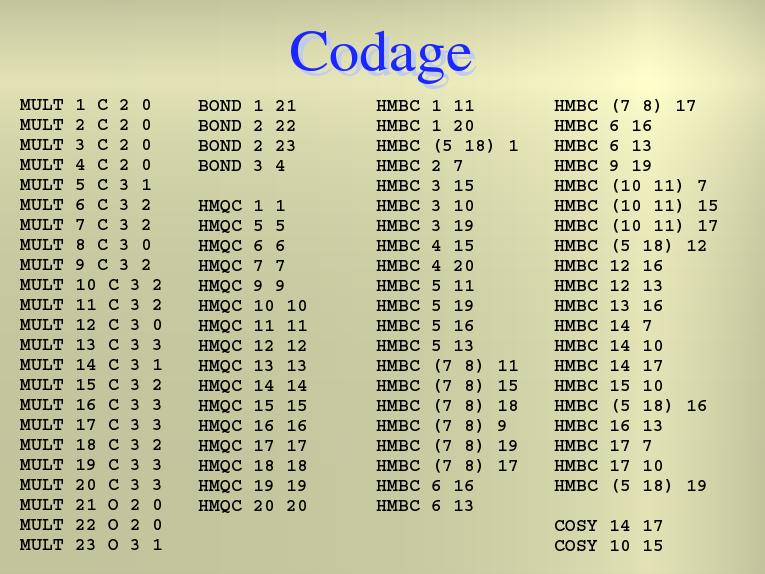 Codage
MULT 1 C 2 0
MULT 2 C 2 0
MULT 3 C 2 0
MULT 4 C 2 0
MULT 5 C 3 1
MULT 6 C 3 2
MULT 7 C 3 2
MULT 8 C 3 0
MULT 9 C 3 2
MULT 10 C 3 2
MULT 11 C 3 2
MULT 12 C 3 0
MULT 13 C 3 3
MULT 14 C 3 1
MULT 15 C 3 2
MULT 16 C 3 3
MULT 17 C 3 3
MULT 18 C 3 2
MULT 19 C 3 3
MULT 20 C 3 3
MULT 21 O 2 0
MULT 22 O 2 0
MULT 23 O 3 1
BOND 1 21
BOND 2 22
BOND 2 23
BOND 3 4
HMQC 1 1
HMQC 5 5
HMQC 6 6
HMQC 7 7
HMQC 9 9
HMQC 10 10
HMQC 11 11
HMQC 12 12
HMQC 13 13
HMQC 14 14
HMQC 15 15
HMQC 16 16
HMQC 17 17
HMQC 18 18
HMQC 19 19
HMQC 20 20
HMBC 1 11
HMBC 1 20
HMBC (5 18) 1
HMBC 2 7
HMBC 3 15
HMBC 3 10
HMBC 3 19
HMBC 4 15
HMBC 4 20
HMBC 5 11
HMBC 5 19
HMBC 5 16
HMBC 5 13
HMBC (7 8) 11
HMBC (7 8) 15
HMBC (7 8) 18
HMBC (7 8) 9
HMBC (7 8) 19
HMBC (7 8) 17
HMBC 6 16
HMBC 6 13
HMBC (7 8) 17
HMBC 6 16
HMBC 6 13
HMBC 9 19
HMBC (10 11) 7
HMBC (10 11) 15
HMBC (10 11) 17
HMBC (5 18) 12
HMBC 12 16
HMBC 12 13
HMBC 13 16
HMBC 14 7
HMBC 14 10
HMBC 14 17
HMBC 15 10
HMBC (5 18) 16
HMBC 16 13
HMBC 17 7
HMBC 17 10
HMBC (5 18) 19
COSY 14 17
COSY 10 15